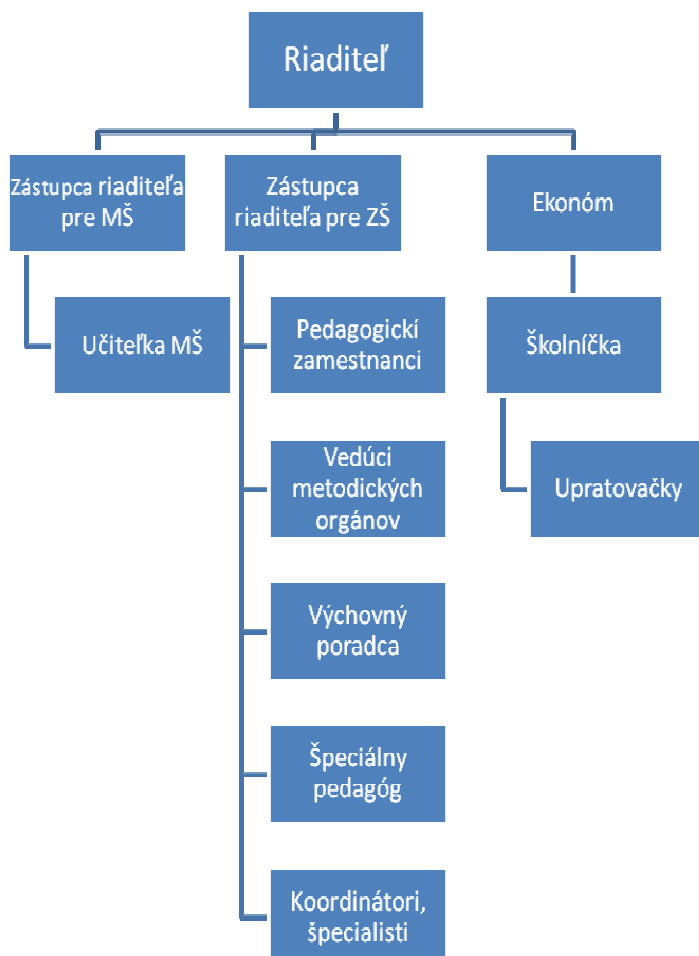 Riaditeľ
Zástupca riaditeľa
pre MŠ
Učiteľka MŠ
Zástupca
riaditeľa pre ZŠ
Pedagogickí
zamestnanci
Vedúci
metodických
orgánov
Výchovný
poradca
Špeciálny
pedagóg
Koordinátori,
špecialisti
Ekonóm
Školníčka
Upratovačky